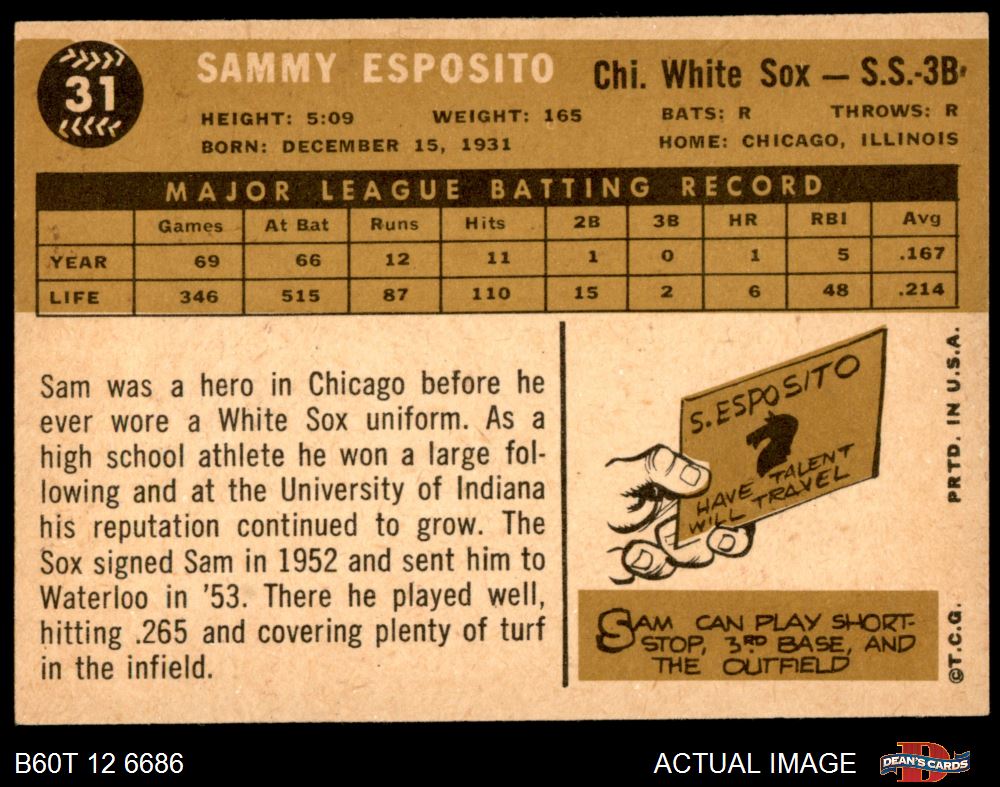 31
SAMMY ESPOSITO
Chi. White Sox — S.S.-3B
HEIGHT: 5:09 WEIGHT: 165 BATS: R THROWS: R
BORN: DECEMBER 15, 1931 HOME: CHICAGO, ILLINOIS
MAJOR LEAGUE BATTING RECORD
Games At Bat Runs Hits 2B 3B HR RBI Avg
YEAR 69 66 12 11 1 0 1 5 .167
LIFE 346 515 87 110 15 2 6 48 .214
Sam was a hero in Chicago before he
ever wore a White Sox uniform. As a
high school athlete he won a large fol-
lowing and at the University of Indiana
his reputation continued to grow. The
Sox signed Sam in 1952 and sent him to
Waterloo in '53. There he played well,
hitting .265 and covering plenty of turf
in the infield.
S. ESPOSITO
HAVE TALENT
WILL TRAVEL
SAM CAN PLAY SHORT-
STOP, 3RD BASE, AND
THE OUTFIELD
PRTD. IN U.S.A.
©T.C.G.
B60T 12 6686
ACTUAL IMAGE
DEAN'S CARDS